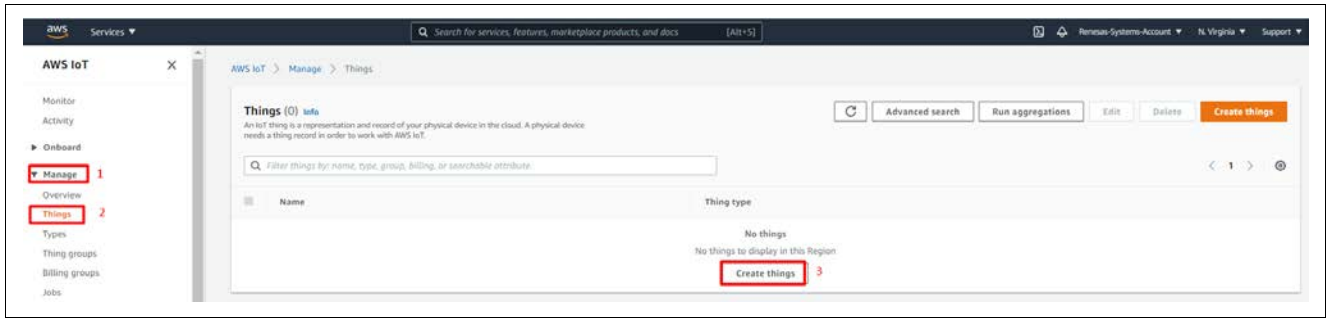 aws Services ▼ Search for services, features, marketplace products, and docs [Alt+S] Renesas-Systems-Account ▼ N. Virginia ▼ Support ▼
AWS IoT
Monitor
Activity
Onboard
Manage 1
Overview
Things 2
Types
Thing groups
Billing groups
Jobs
AWS IoT > Manage > Things
Things (0) Info
An IoT thing is a representation and record of your physical device in the cloud. A physical device
needs a thing record in order to work with AWS IoT.
Advanced search Run aggregations Edit Delete Create things
Filter things by: name, type, group, billing, or searchable attribute.
< 1 >
Name Thing type
No things
No things to display in this Region
Create things 3